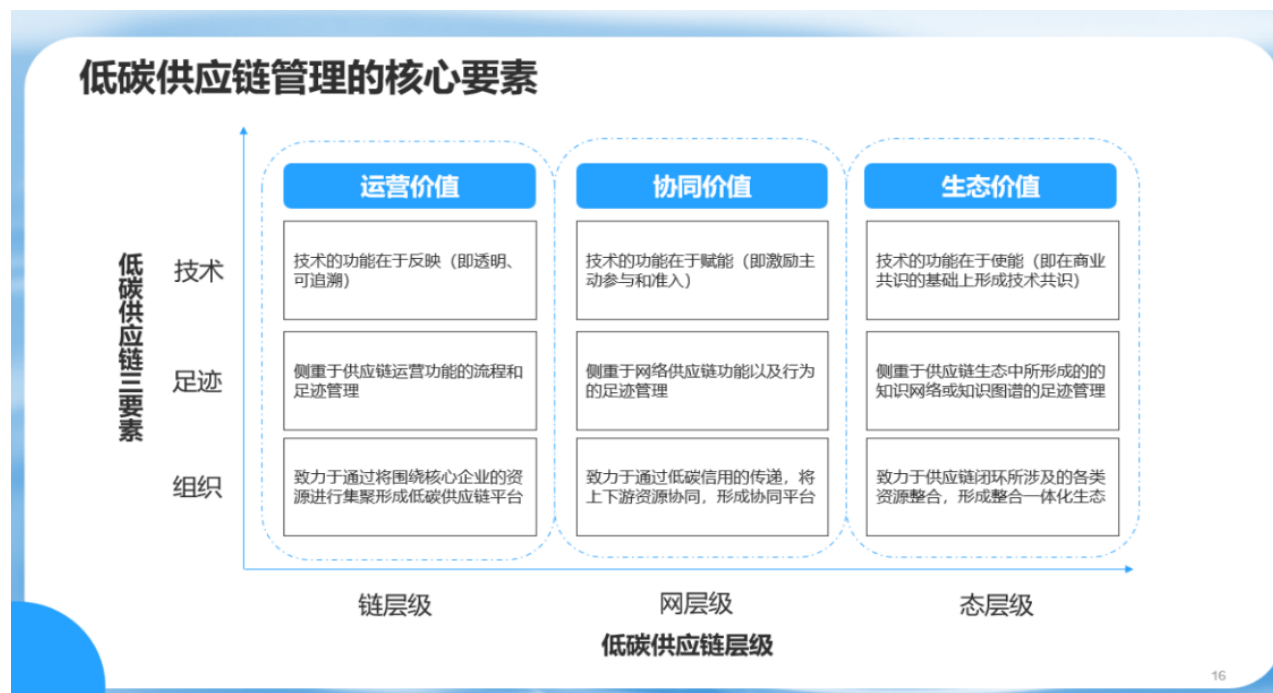 低碳供应链管理的核心要素
运营价值
协同价值
生态价值
低碳供应链三要素
技术
技术的功能在于反映（即透明、
可追溯）
技术的功能在于赋能（即激励主
动参与和准入）
技术的功能在于使能（即在商业
共识的基础上形成技术共识）
足迹
侧重于供应链运营功能的流程和
足迹管理
侧重于网络供应链功能以及行为
的足迹管理
侧重于供应链生态中所形成的的
知识网络或知识图谱的足迹管理
组织
致力于通过将围绕核心企业的资
源进行集聚形成低碳供应链平台
致力于通过低碳信用的传递，将
上下游资源协同，形成协同平台
致力于供应链闭环所涉及的各类
资源整合，形成整合一体化生态
链层级
网层级
态层级
低碳供应链层级
16